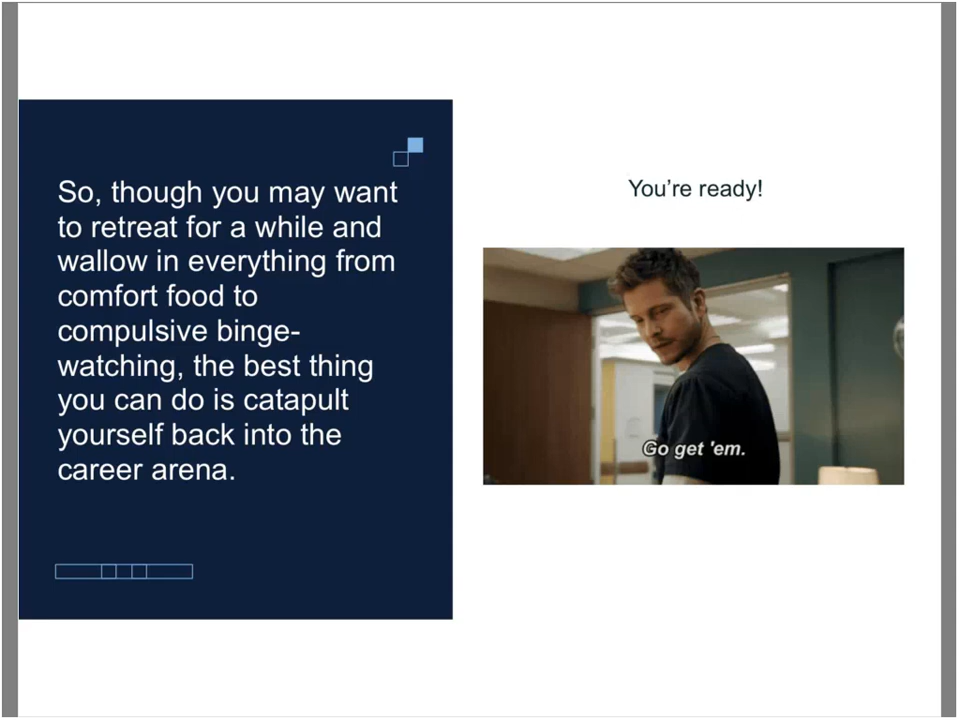 So, though you may want
to retreat for a while and
wallow in everything from
comfort food to
compulsive binge-
watching, the best thing
you can do is catapult
yourself back into the
career arena.
You’re ready!
Go get 'em.